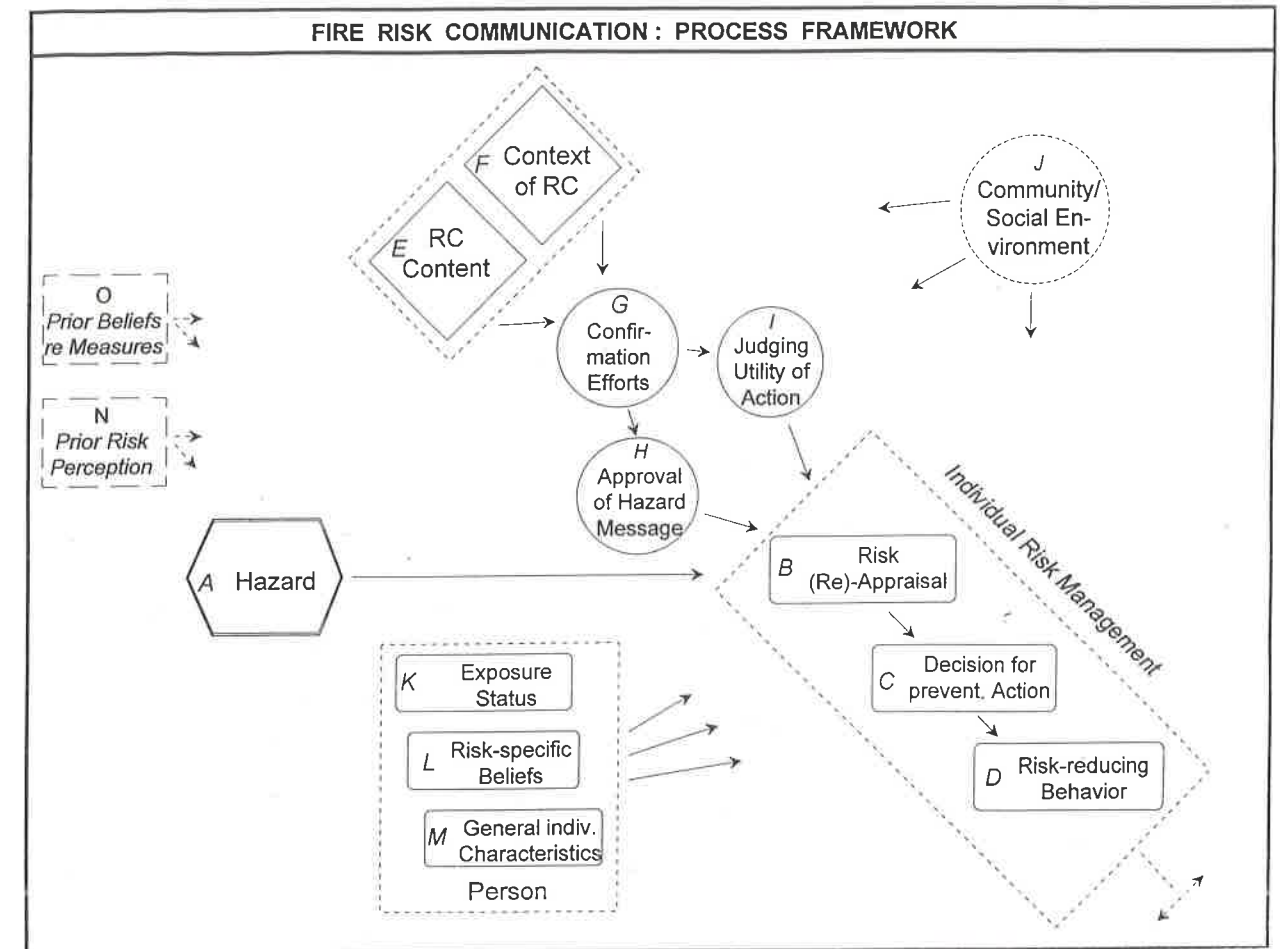 FIRE RISK COMMUNICATION : PROCESS FRAMEWORK
F Context
of RC
E RC
Content
J
Community/
Social En-
vironment
O
Prior Beliefs
re Measures
N
Prior Risk
Perception
G
Confir-
mation
Efforts
I
Judging
Utility of
Action
H
Approval
of Hazard
Message
A Hazard
Individual Risk Management
B Risk
(Re)-Appraisal
C Decision for
prevent. Action
D Risk-reducing
Behavior
K Exposure
Status
L Risk-specific
Beliefs
M General indiv.
Characteristics
Person